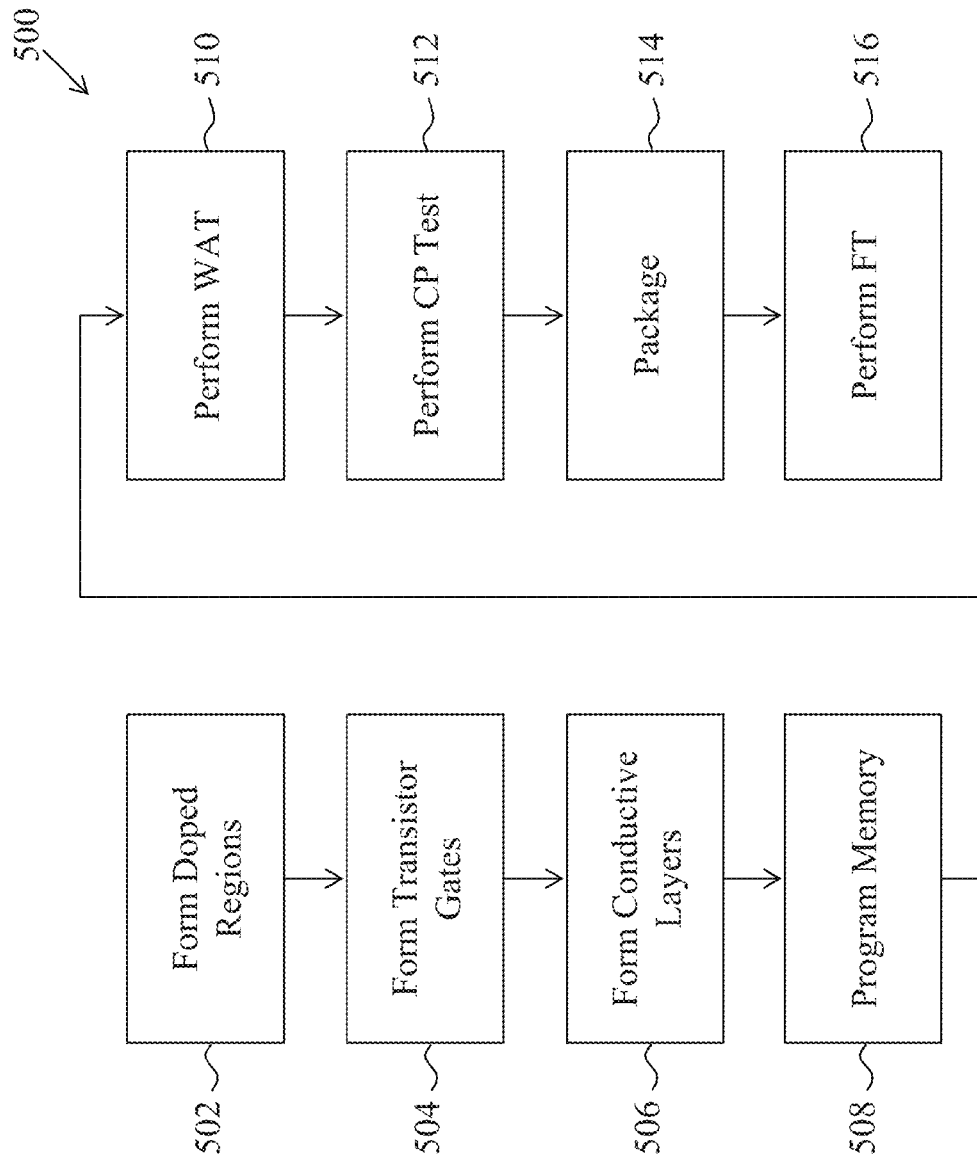 500
502
Form Doped
Regions
504
Form Transistor
Gates
506
Form Conductive
Layers
508
Program Memory
510
Perform WAT
512
Perform CP Test
514
Package
516
Perform FT